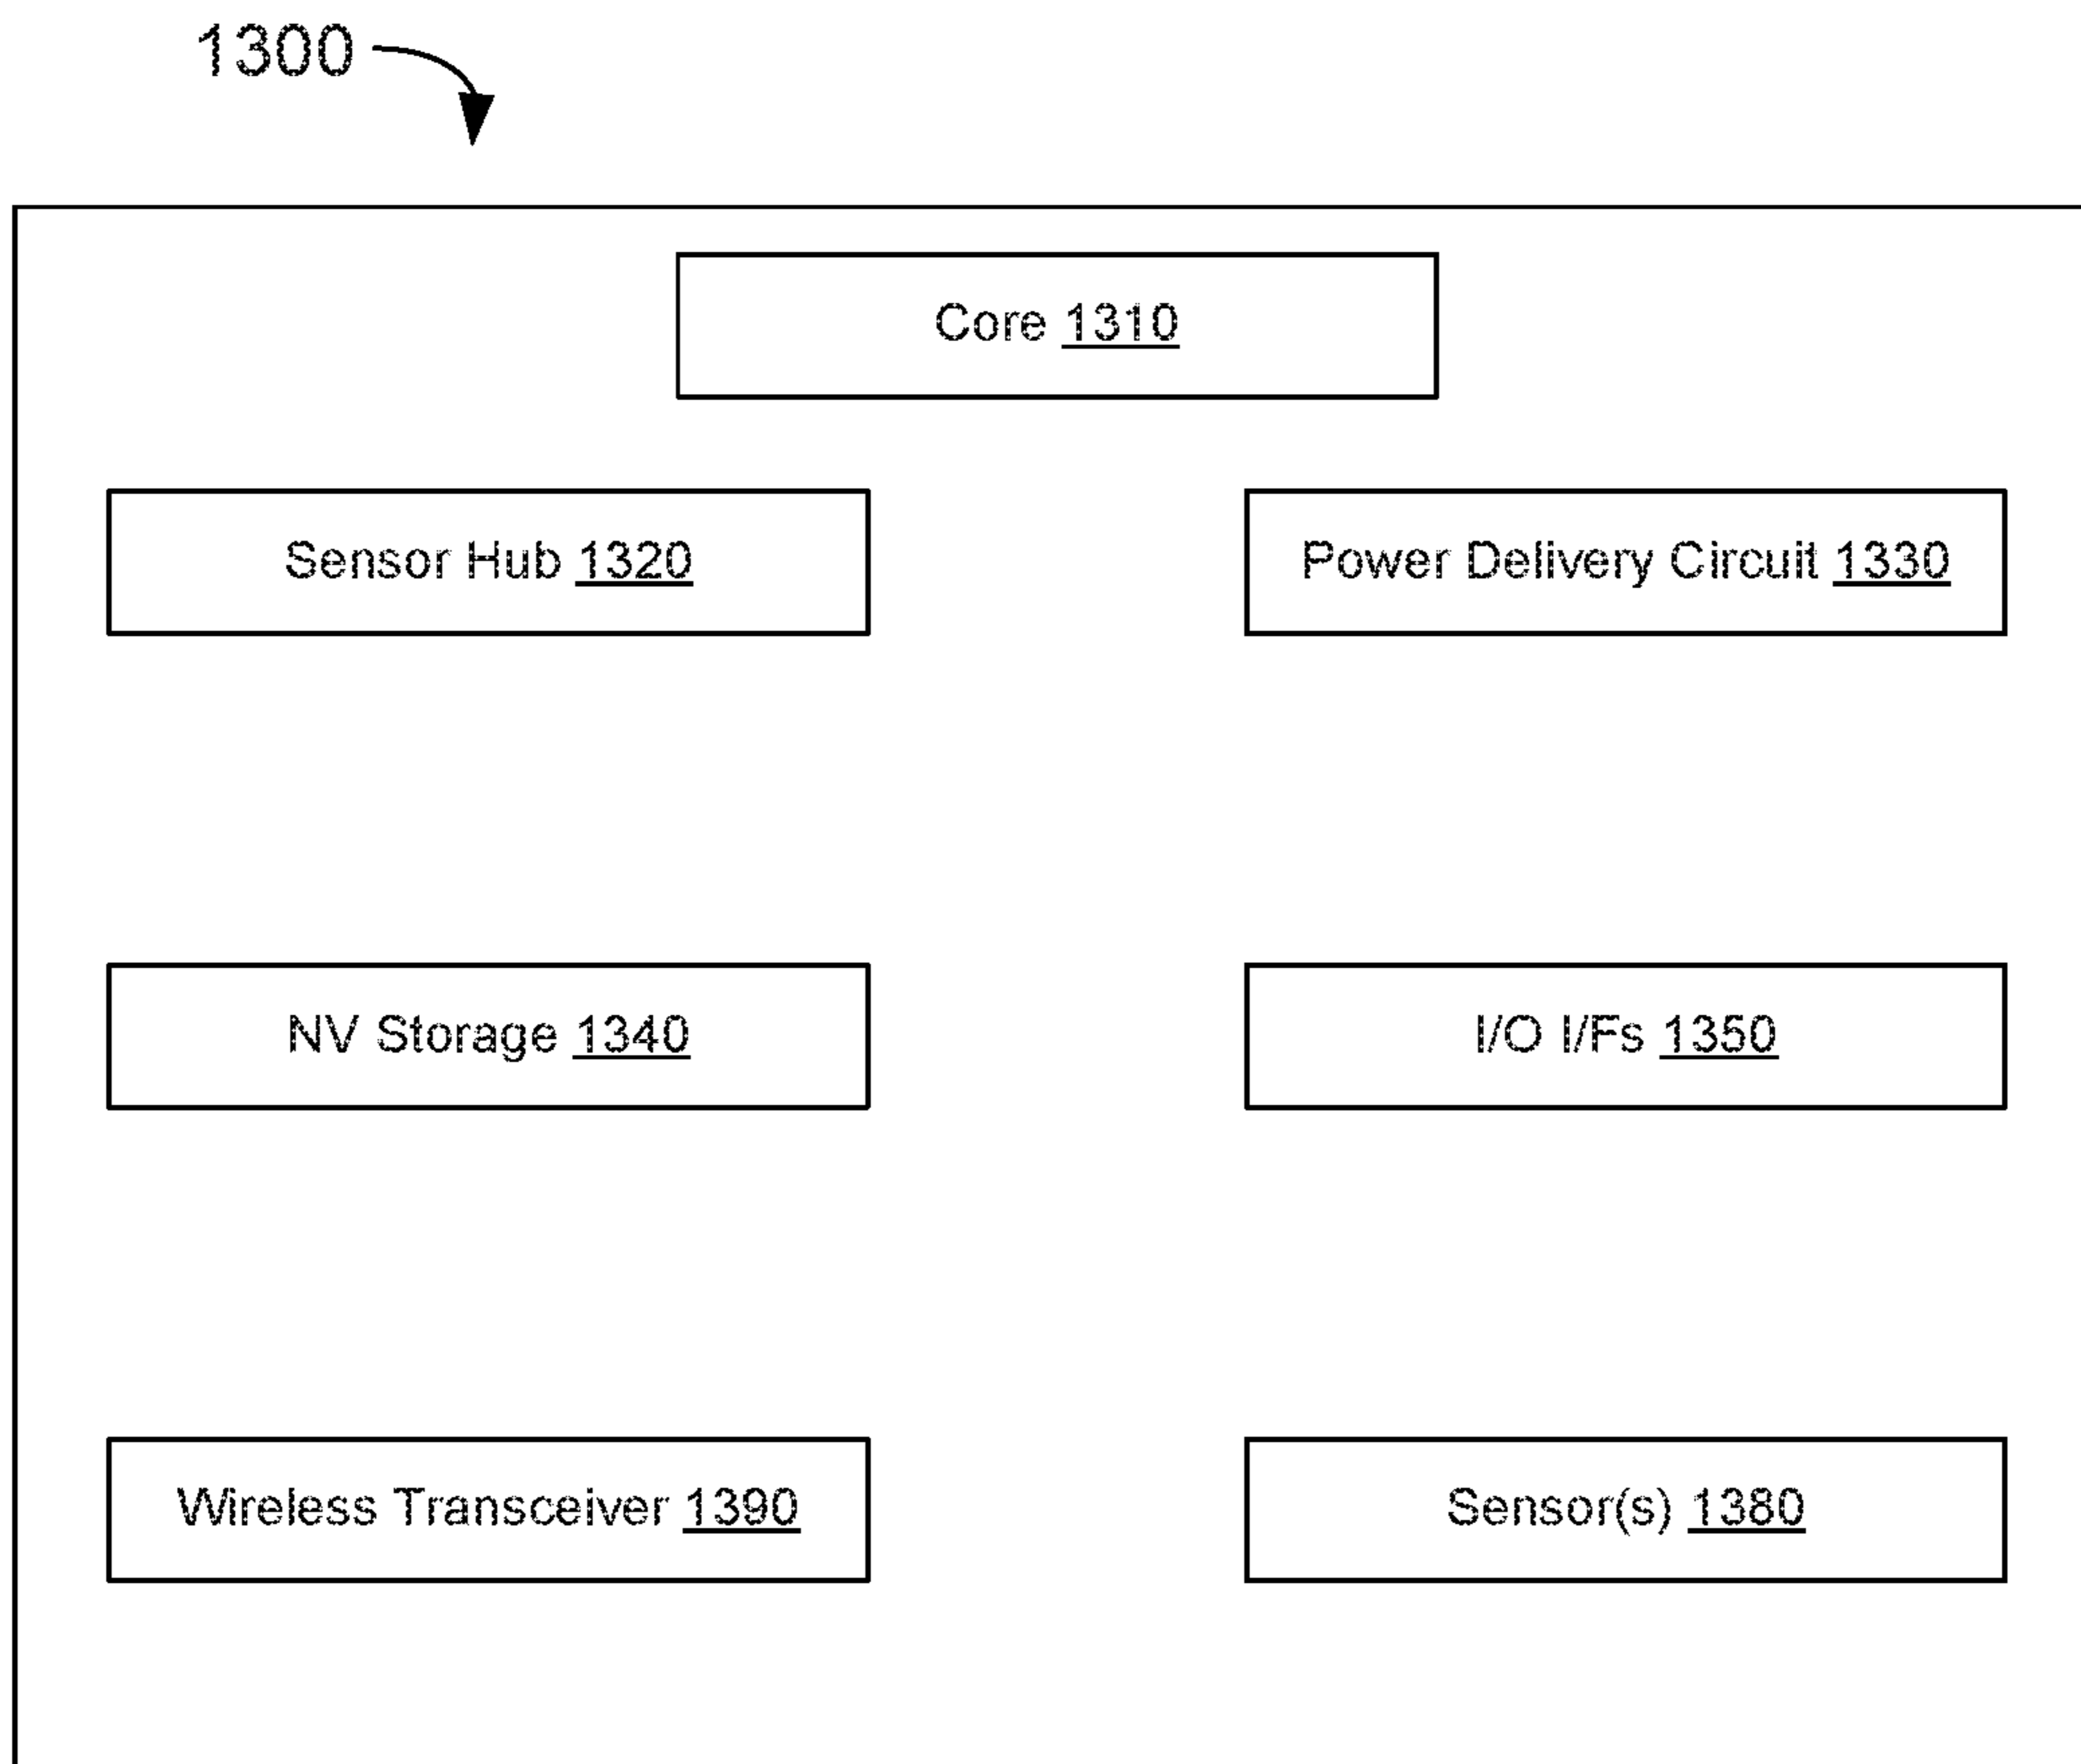 1300
Core 1310
Sensor Hub 1320
Power Delivery Circuit 1330
NV Storage 1340
I/O I/Fs 1350
Wireless Transceiver 1390
Sensor(s) 1380